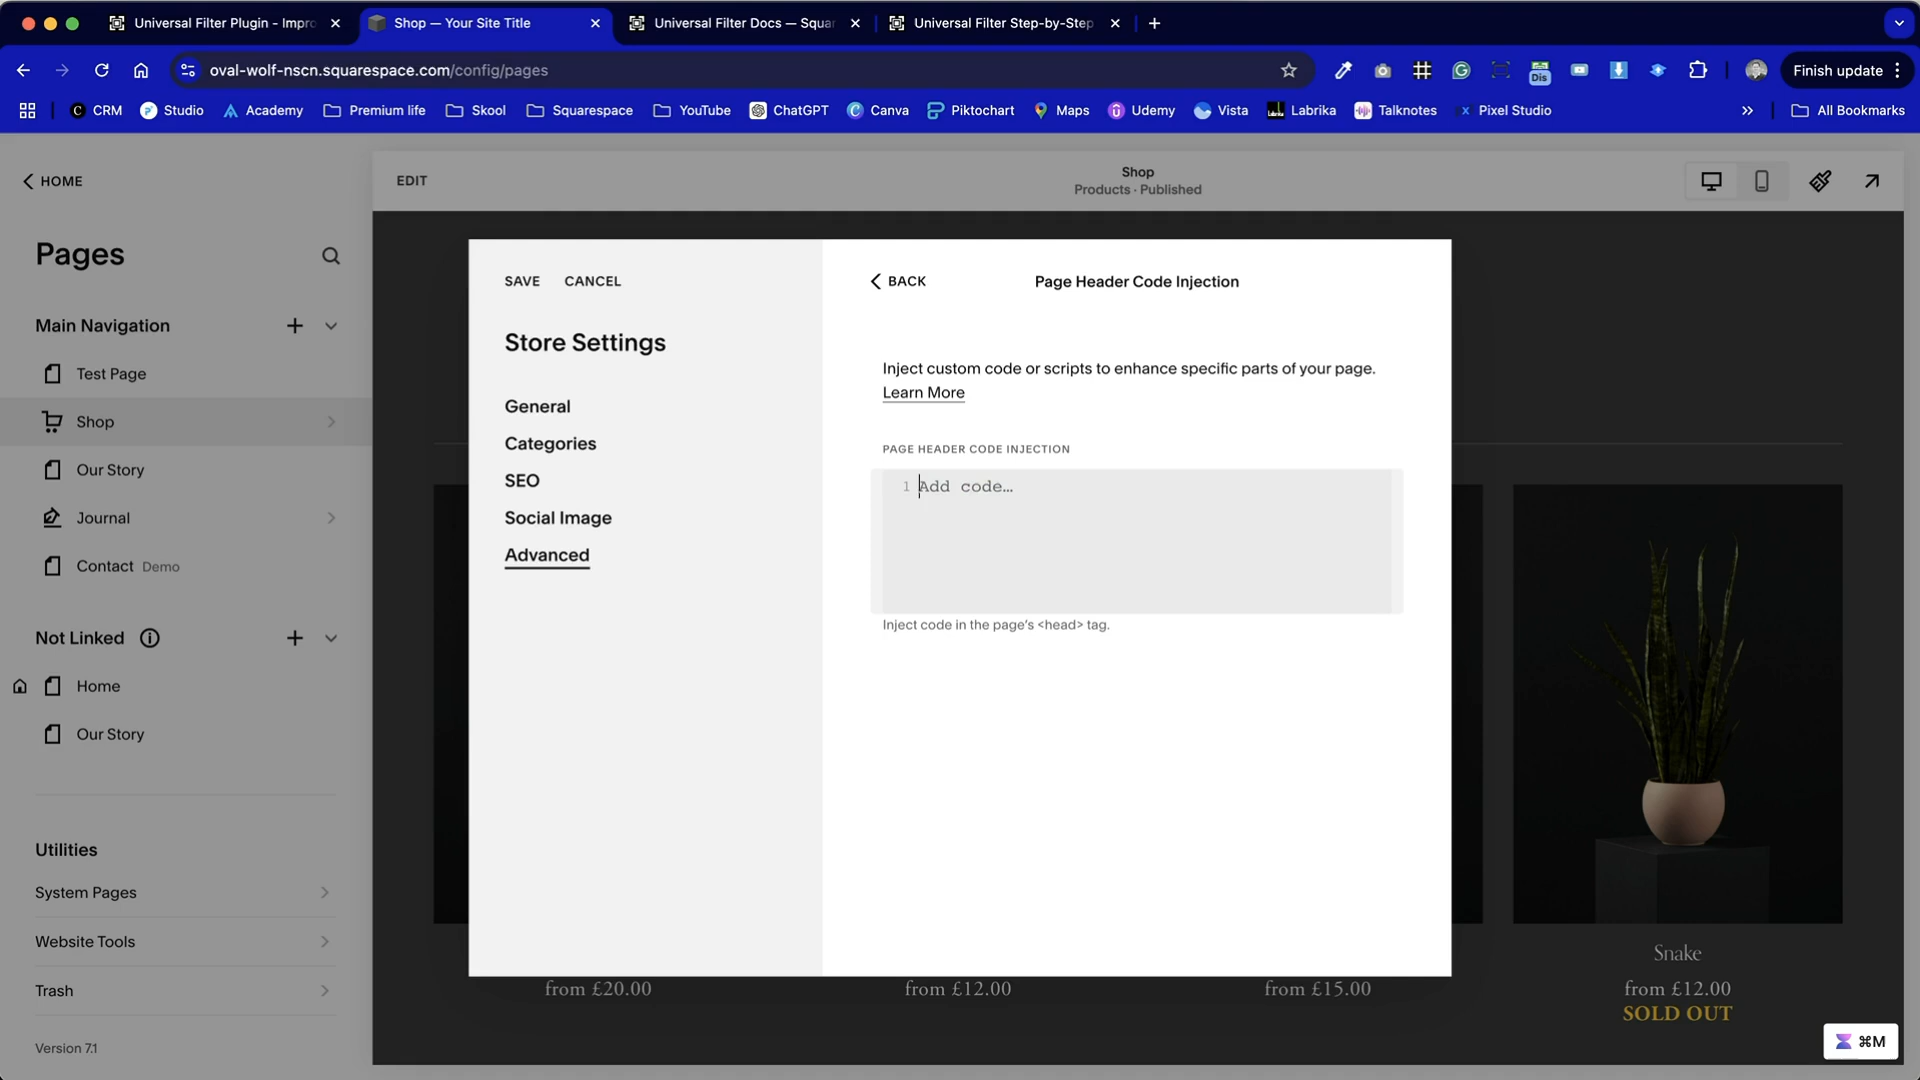 Universal Filter Plugin - Impro
Shop — Your Site Title
Universal Filter Docs — Squar
Universal Filter Step-by-Step
oval-wolf-nscn.squarespace.com/config/pages
Dis
Finish update
CRM
Studio
Academy
Premium life
Skool
Squarespace
YouTube
ChatGPT
Canva
Piktochart
Maps
Udemy
Vista
Labrika
Talknotes
Pixel Studio
All Bookmarks
HOME
EDIT
Shop
Products · Published
Pages
Main Navigation
Test Page
Shop
Our Story
Journal
Contact Demo
Not Linked
Home
Our Story
Utilities
System Pages
Website Tools
Trash
Version 7.1
SAVE CANCEL
Store Settings
General
Categories
SEO
Social Image
Advanced
BACK
Page Header Code Injection
Inject custom code or scripts to enhance specific parts of your page.
Learn More
PAGE HEADER CODE INJECTION
1 Add code…
Inject code in the page's <head> tag.
from £20.00
from £12.00
from £15.00
Snake
from £12.00
SOLD OUT
⌘M